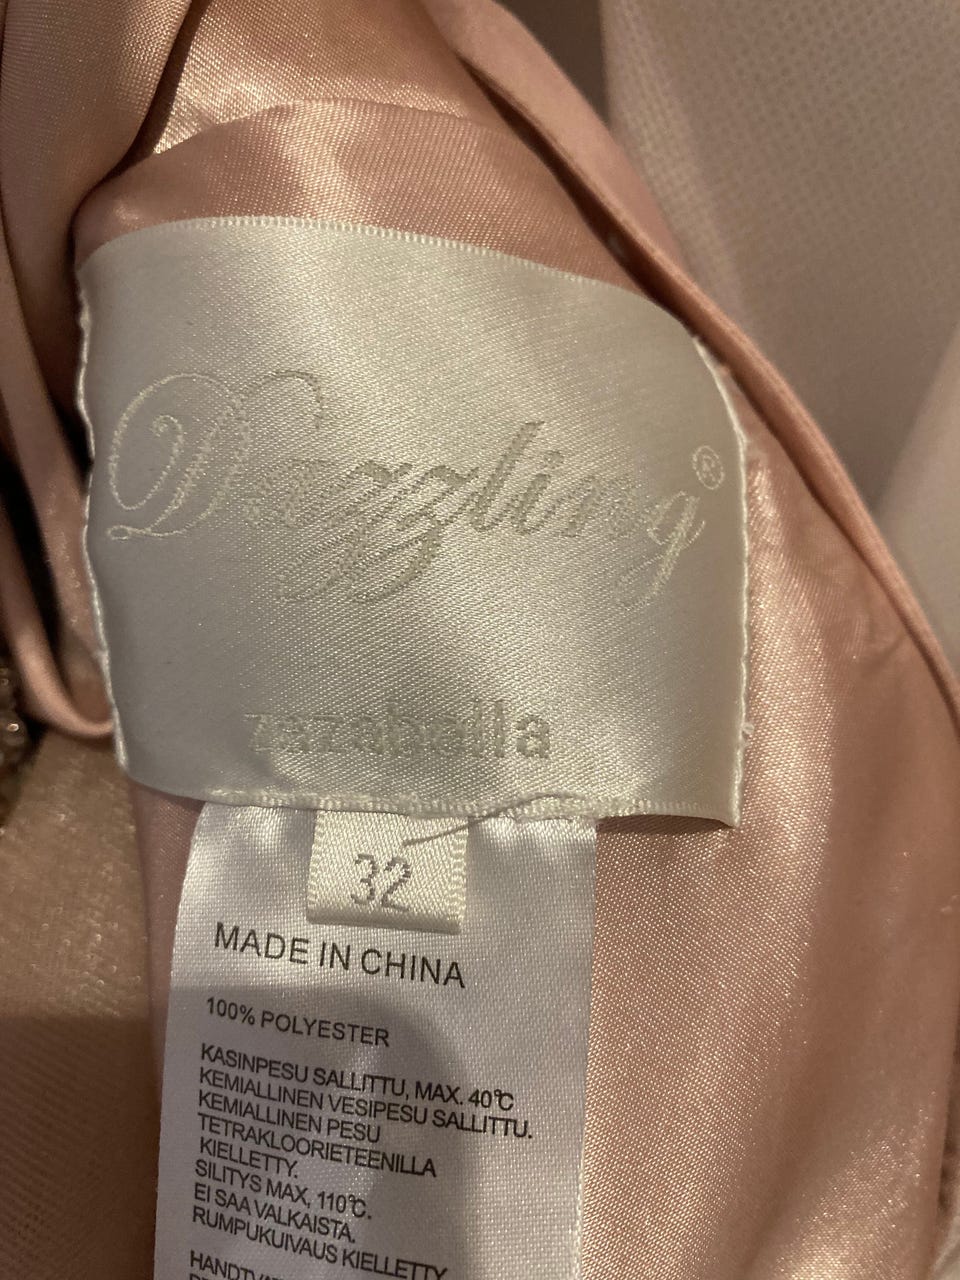 Dazzling®
zazabella
32
MADE IN CHINA
100% POLYESTER
KASINPESU SALLITTU, MAX. 40℃
KEMIALLINEN VESIPESU SALLITTU.
KEMIALLINEN PESU
TETRAKLOORIETEENILLA
KIELLETTY.
SILITYS MAX. 110℃.
EI SAA VALKAISTA.
RUMPUKUIVAUS KIELLETTY